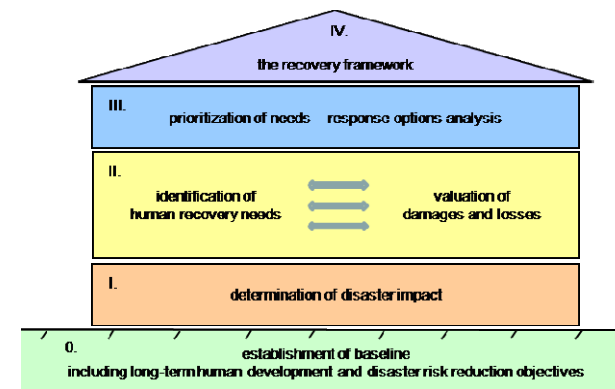 IV.
the recovery framework
III.
prioritization of needs response options analysis
II.
identification of
human recovery needs
valuation of
damages and losses
I.
determination of disaster impact
0.
establishment of baseline
including long-term human development and disaster risk reduction objectives